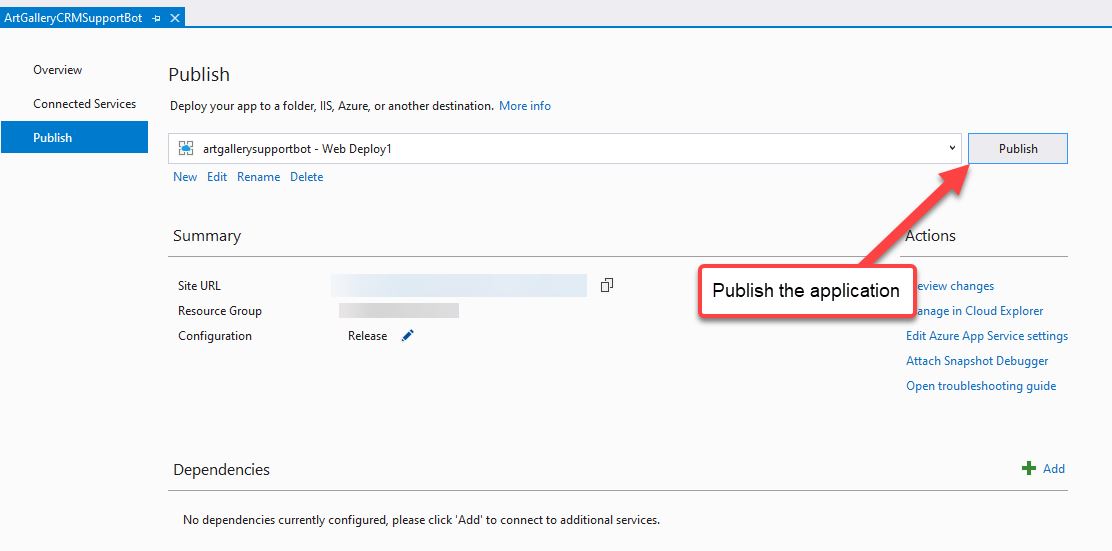 ArtGalleryCRMSupportBot
Overview
Connected Services
Publish
Publish
Deploy your app to a folder, IIS, Azure, or another destination. More info
artgallerysupportbot - Web Deploy1
Publish
New Edit Rename Delete
Summary
Actions
Publish the application
Site URL
Resource Group
Configuration Release
eview changes
anage in Cloud Explorer
Edit Azure App Service settings
Attach Snapshot Debugger
Open troubleshooting guide
Dependencies
Add
No dependencies currently configured, please click 'Add' to connect to additional services.